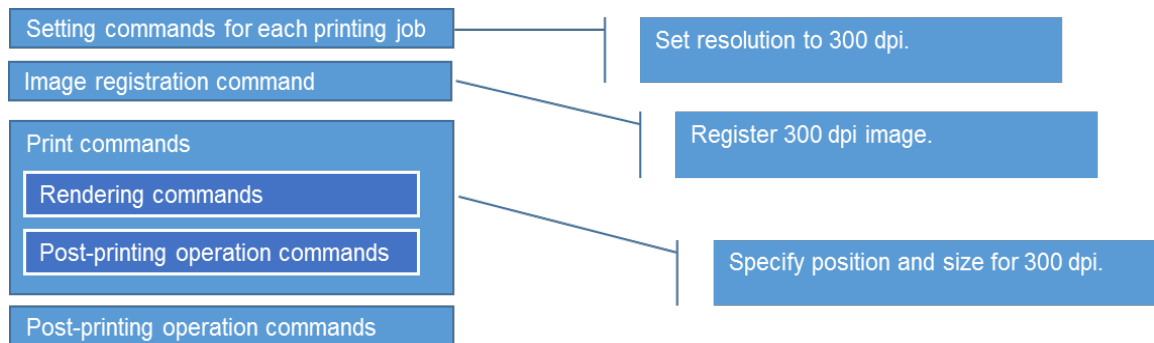 Setting commands for each printing job
Set resolution to 300 dpi.
Image registration command
Register 300 dpi image.
Print commands
Rendering commands
Post-printing operation commands
Specify position and size for 300 dpi.
Post-printing operation commands